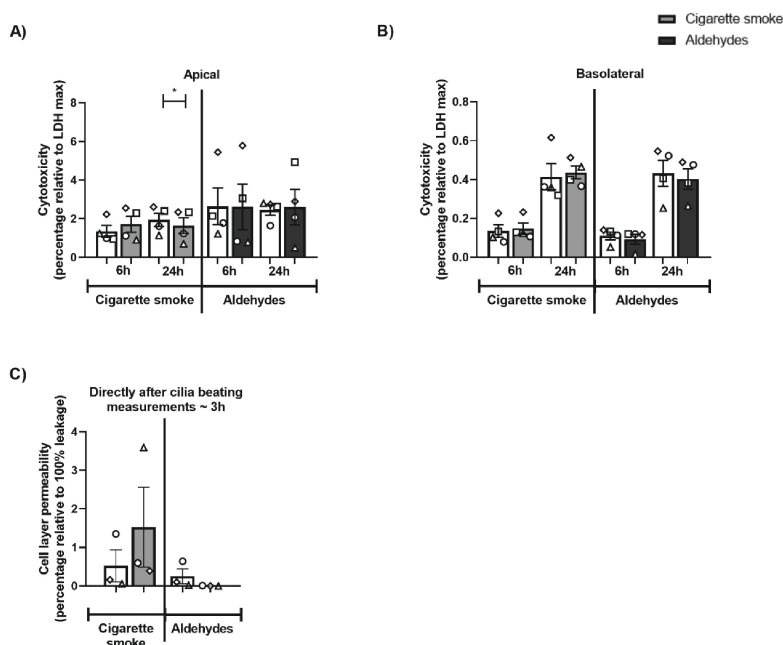 Cigarette smoke
Aldehydes
A)
Apical
Cytotoxicity
(percentage relative to LDH max)
8
6
4
2
0
*
6h
24h
6h
24h
Cigarette smoke
Aldehydes
B)
Basolateral
Cytotoxicity
(percentage relative to LDH max)
0.8
0.6
0.4
0.2
0.0
6h
24h
6h
24h
Cigarette smoke
Aldehydes
C)
Directly after cilia beating
measurements ~ 3h
Cell layer permeability
(percentage relative to 100% leakage)
4
3
2
1
0
Cigarette
smoke
Aldehydes